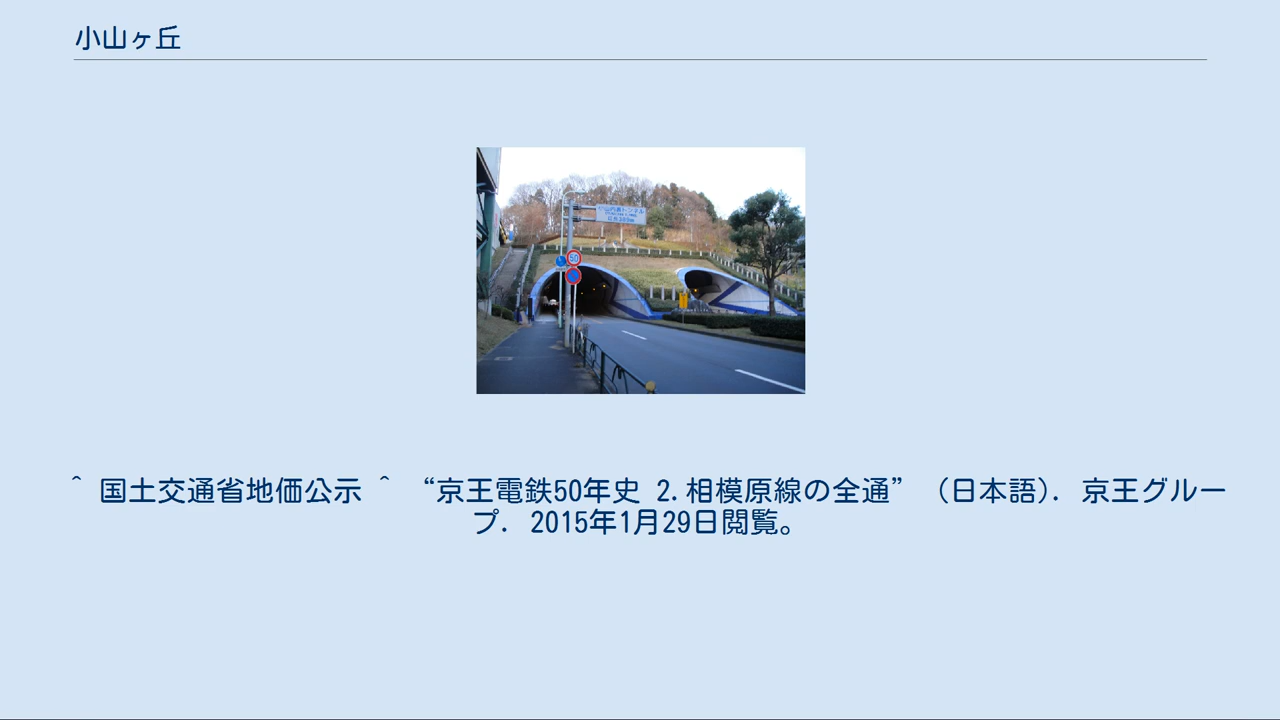 小山ヶ丘
50
^ 国土交通省地価公示 ^ “京王電鉄50年史 2.相模原線の全通” (日本語). 京王グルー
プ. 2015年1月29日閲覧。